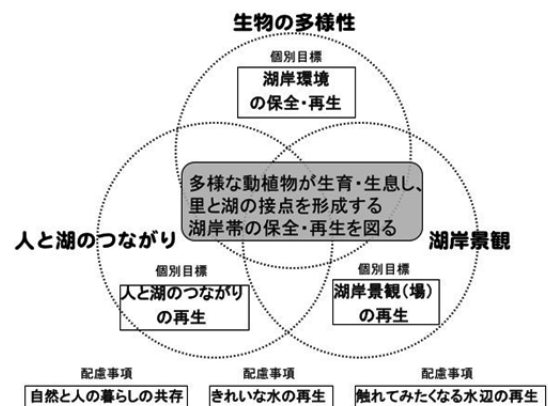 生物の多様性
個別目標
湖岸環境
の保全・再生
多様な動植物が生育・生息し、
里と湖の接点を形成する
湖岸帯の保全・再生を図る
人と湖のつながり
湖岸景観
個別目標
人と湖のつながり
の再生
個別目標
湖岸景観(場)
の再生
配慮事項
自然と人の暮らしの共存
配慮事項
きれいな水の再生
配慮事項
触れてみたくなる水辺の再生